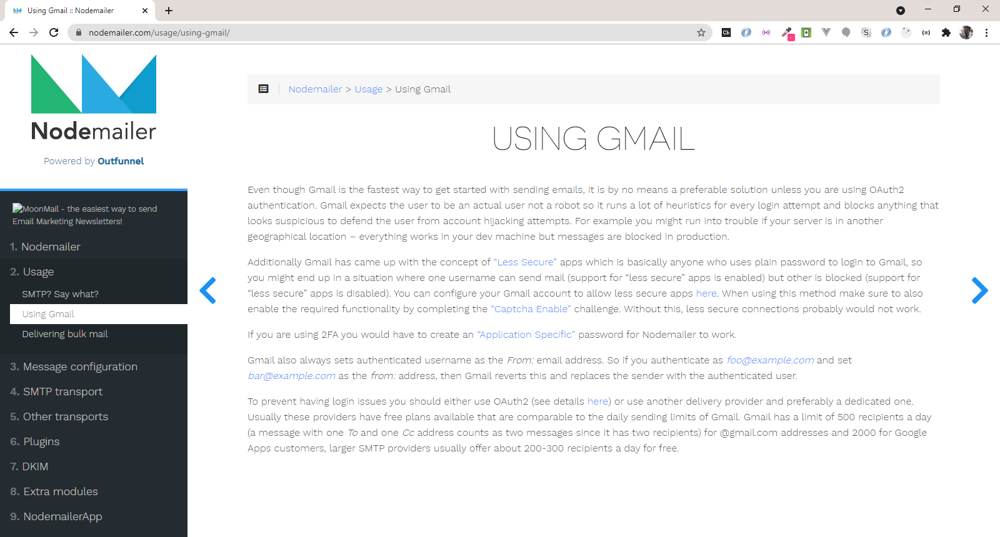 Using Gmail :: Nodemailer
nodemailer.com/usage/using-gmail/
Cb
S
Nodemailer
Powered by Outfunnel
MoonMail - the easiest way to send
Email Marketing Newsletters!
1. Nodemailer
2. Usage
SMTP? Say what?
Using Gmail
Delivering bulk mail
3. Message configuration
4. SMTP transport
5. Other transports
6. Plugins
7. DKIM
8. Extra modules
9. NodemailerApp
Nodemailer > Usage > Using Gmail
USING GMAIL
Even though Gmail is the fastest way to get started with sending emails, it is by no means a preferable solution unless you are using OAuth2
authentication. Gmail expects the user to be an actual user not a robot so it runs a lot of heuristics for every login attempt and blocks anything that
looks suspicious to defend the user from account hijacking attempts. For example you might run into trouble if your server is in another
geographical location – everything works in your dev machine but messages are blocked in production.
Additionally Gmail has came up with the concept of “Less Secure” apps which is basically anyone who uses plain password to login to Gmail, so
you might end up in a situation where one username can send mail (support for “less secure” apps is enabled) but other is blocked (support for
“less secure” apps is disabled). You can configure your Gmail account to allow less secure apps here. When using this method make sure to also
enable the required functionality by completing the “Captcha Enable” challenge. Without this, less secure connections probably would not work.
If you are using 2FA you would have to create an “Application Specific” password for Nodemailer to work.
Gmail also always sets authenticated username as the From: email address. So if you authenticate as foo@example.com and set
bar@example.com as the from: address, then Gmail reverts this and replaces the sender with the authenticated user.
To prevent having login issues you should either use OAuth2 (see details here) or use another delivery provider and preferably a dedicated one.
Usually these providers have free plans available that are comparable to the daily sending limits of Gmail. Gmail has a limit of 500 recipients a day
(a message with one To and one Cc address counts as two messages since it has two recipients) for @gmail.com addresses and 2000 for Google
Apps customers, larger SMTP providers usually offer about 200-300 recipients a day for free.